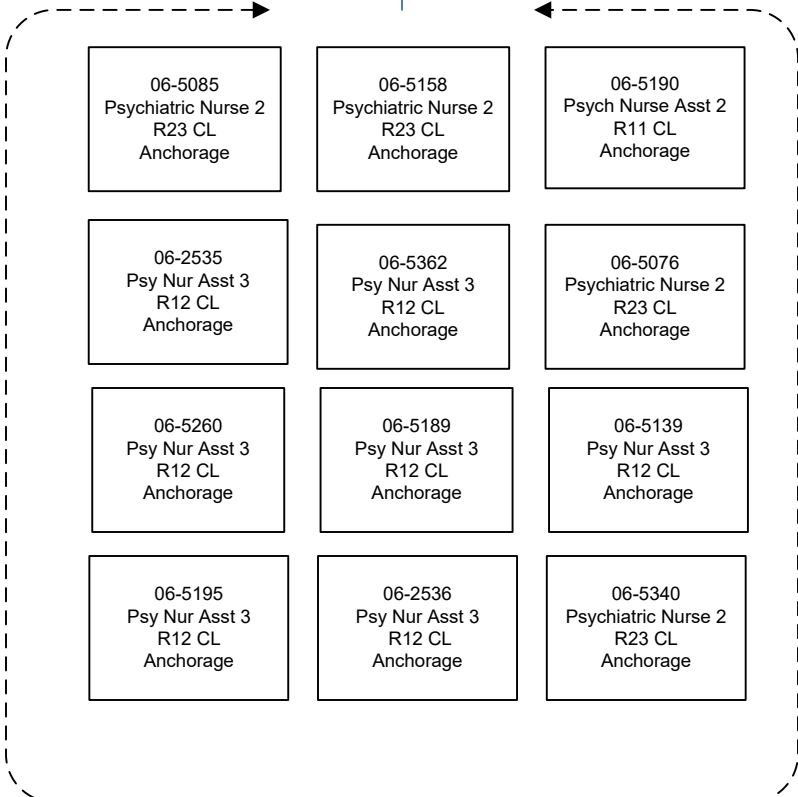 06-5085
Psychiatric Nurse 2
R23 CL
Anchorage
06-5158
Psychiatric Nurse 2
R23 CL
Anchorage
06-5190
Psych Nurse Asst 2
R11 CL
Anchorage
06-2535
Psy Nur Asst 3
R12 CL
Anchorage
06-5362
Psy Nur Asst 3
R12 CL
Anchorage
06-5076
Psychiatric Nurse 2
R23 CL
Anchorage
06-5260
Psy Nur Asst 3
R12 CL
Anchorage
06-5189
Psy Nur Asst 3
R12 CL
Anchorage
06-5139
Psy Nur Asst 3
R12 CL
Anchorage
06-5195
Psy Nur Asst 3
R12 CL
Anchorage
06-2536
Psy Nur Asst 3
R12 CL
Anchorage
06-5340
Psychiatric Nurse 2
R23 CL
Anchorage